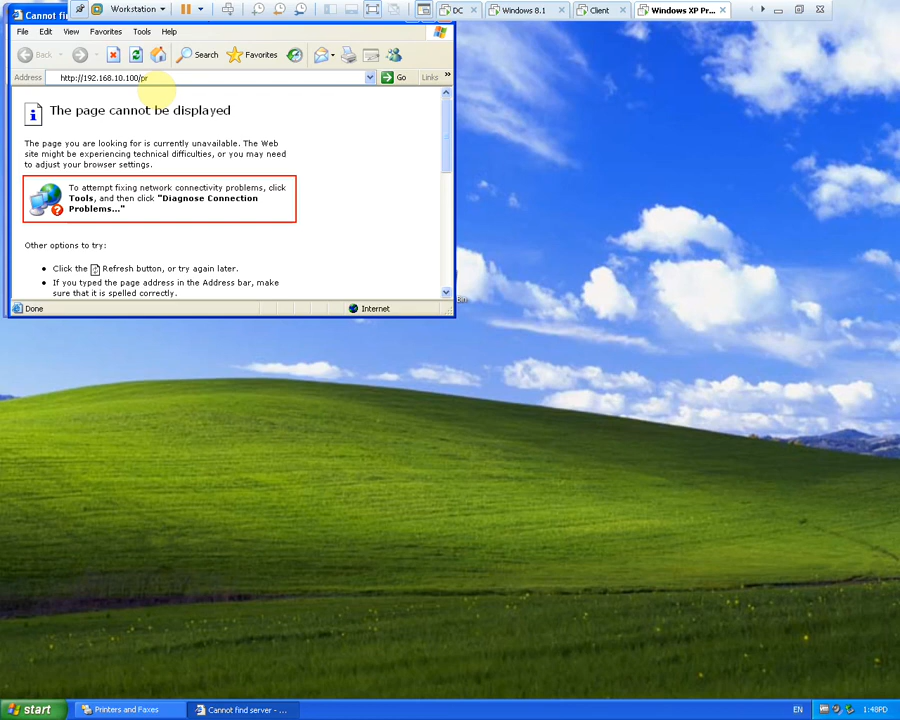 Cannot fin
Workstation
DC
Windows 8.1
Client
Windows XP Pr...
File Edit View Favorites Tools Help
Back Search Favorites
Address http://192.168.10.100/pr Go Links »
The page cannot be displayed
The page you are looking for is currently unavailable. The Web
site might be experiencing technical difficulties, or you may need
to adjust your browser settings.
To attempt fixing network connectivity problems, click
Tools, and then click "Diagnose Connection
Problems..."
Other options to try:
• Click the Refresh button, or try again later.
• If you typed the page address in the Address bar, make
sure that it is spelled correctly.
Done Internet
start Printers and Faxes Cannot find server - ... EN 1:48PD